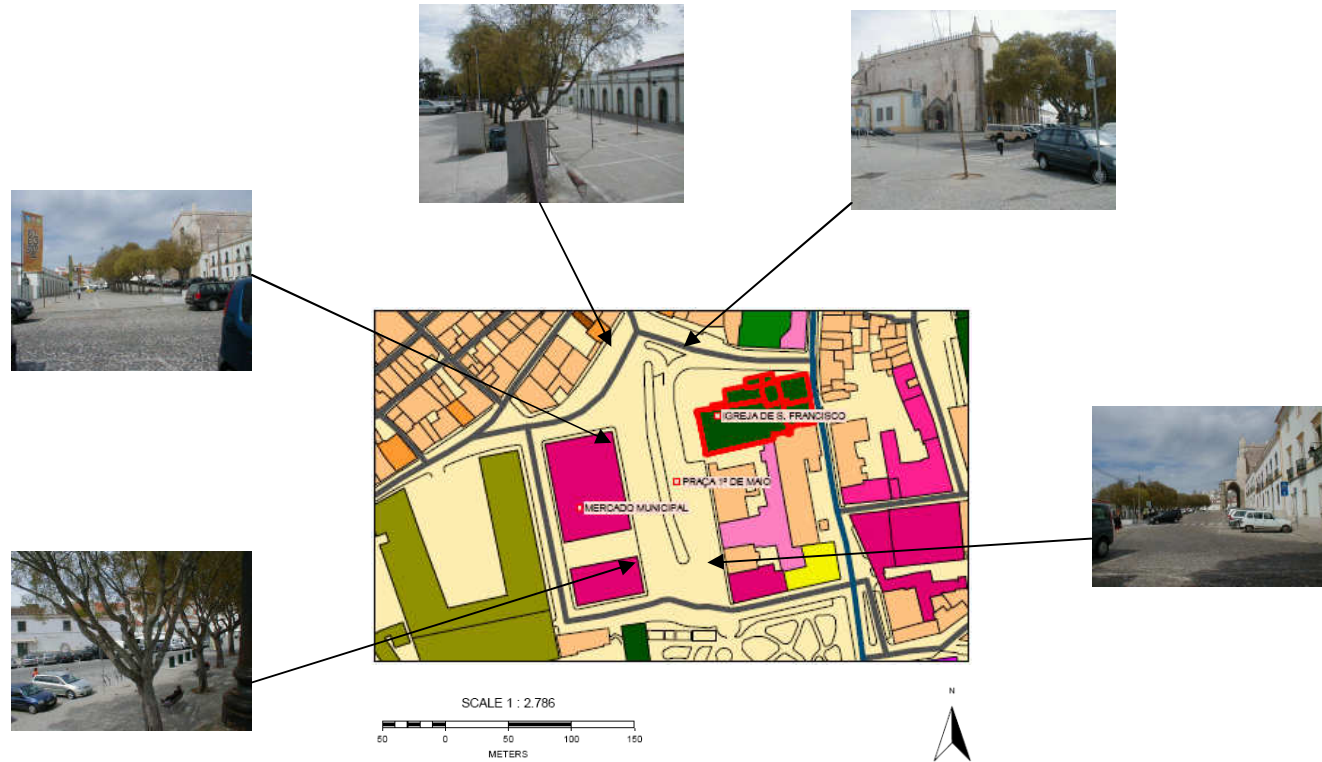 IGREJA DE S. FRANCISCO
PRAÇA 1º DE MAIO
MERCADO MUNICIPAL
SCALE 1 : 2.786
50 0 50 100 150
METERS
N